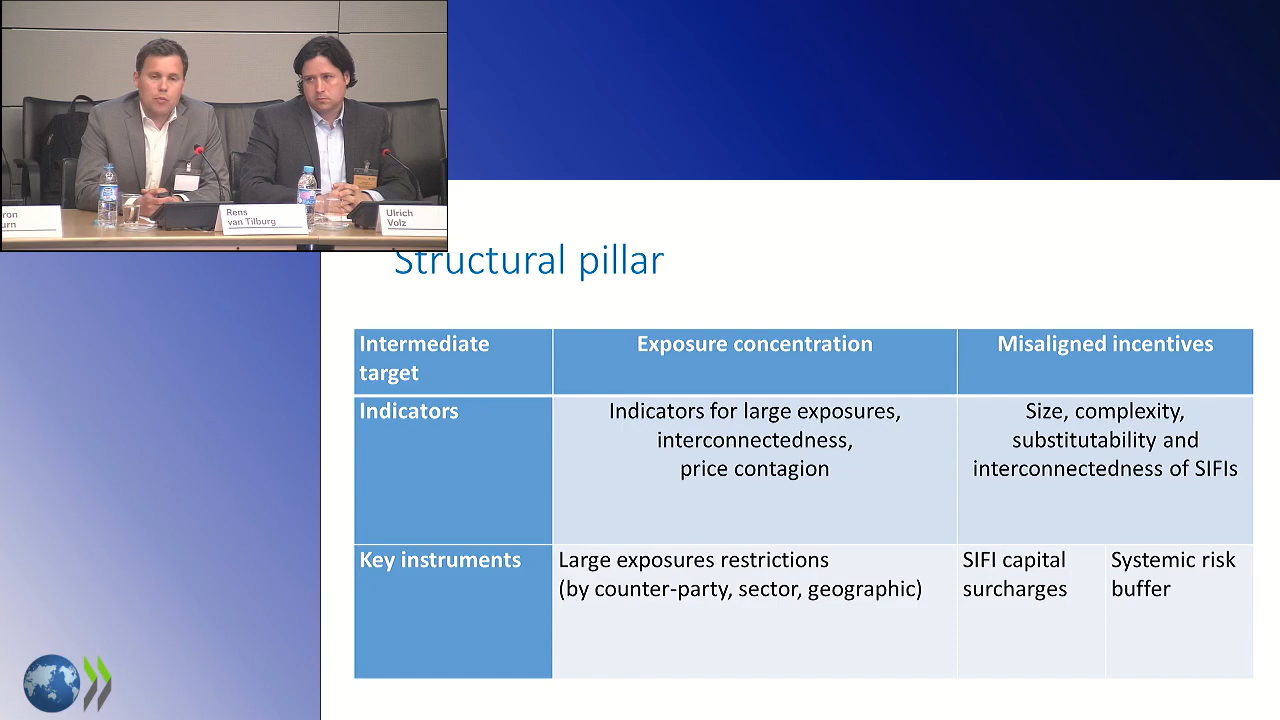 ron
urn
Rens
van Tilburg
Ulrich
Volz
Structural pillar
Intermediate
target
Exposure concentration
Misaligned incentives
Indicators
Indicators for large exposures,
interconnectedness,
price contagion
Size, complexity,
substitutability and
interconnectedness of SIFIs
Key instruments
Large exposures restrictions
(by counter-party, sector, geographic)
SIFI capital
surcharges
Systemic risk
buffer